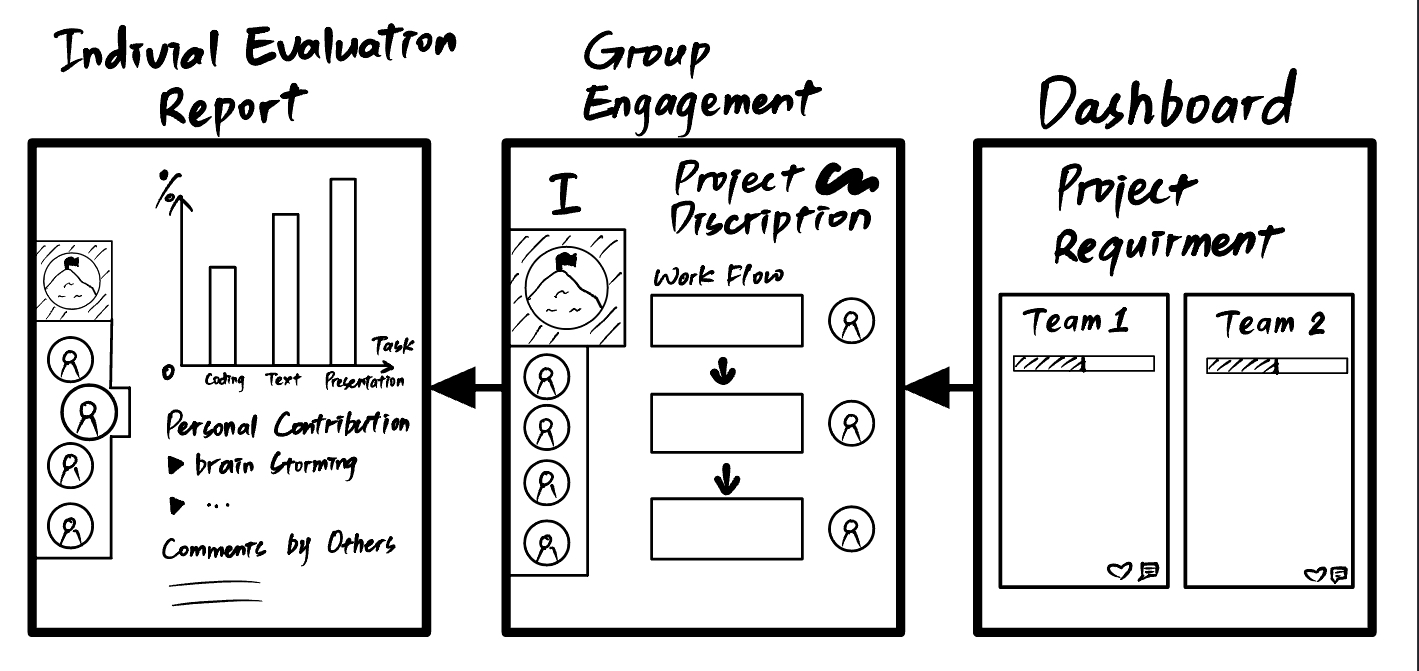 Indivial Evaluation
Report
%
0
Task
Coding Text Presentation
Personal Contribution
brain Storming
...
Comments by Others
Group
Engagement
I
Project
Discription
Work Flow
Dashboard
Project
Requirment
Team 1
Team 2